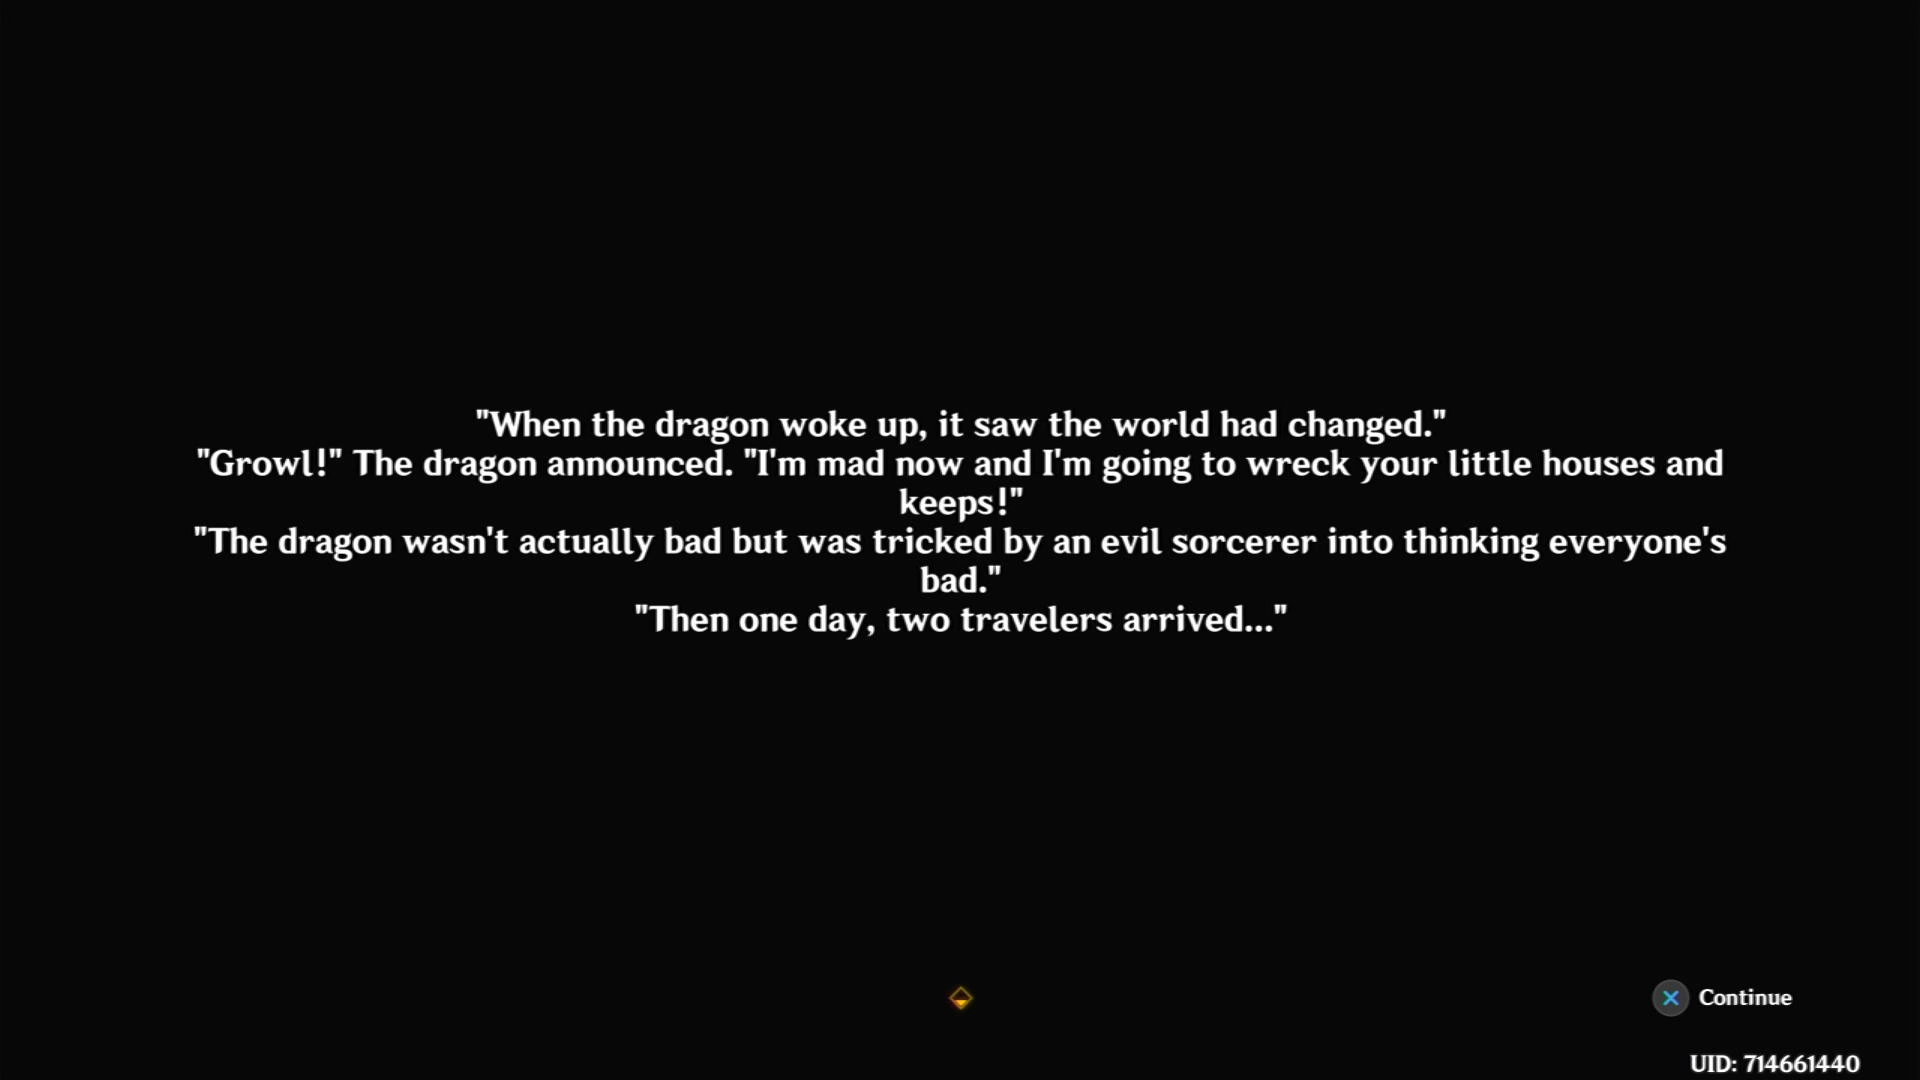 "When the dragon woke up, it saw the world had changed."
"Growl!" The dragon announced. "I'm mad now and I'm going to wreck your little houses and
keeps!"
"The dragon wasn't actually bad but was tricked by an evil sorcerer into thinking everyone's
bad."
"Then one day, two travelers arrived..."
Continue
UID: 714661440